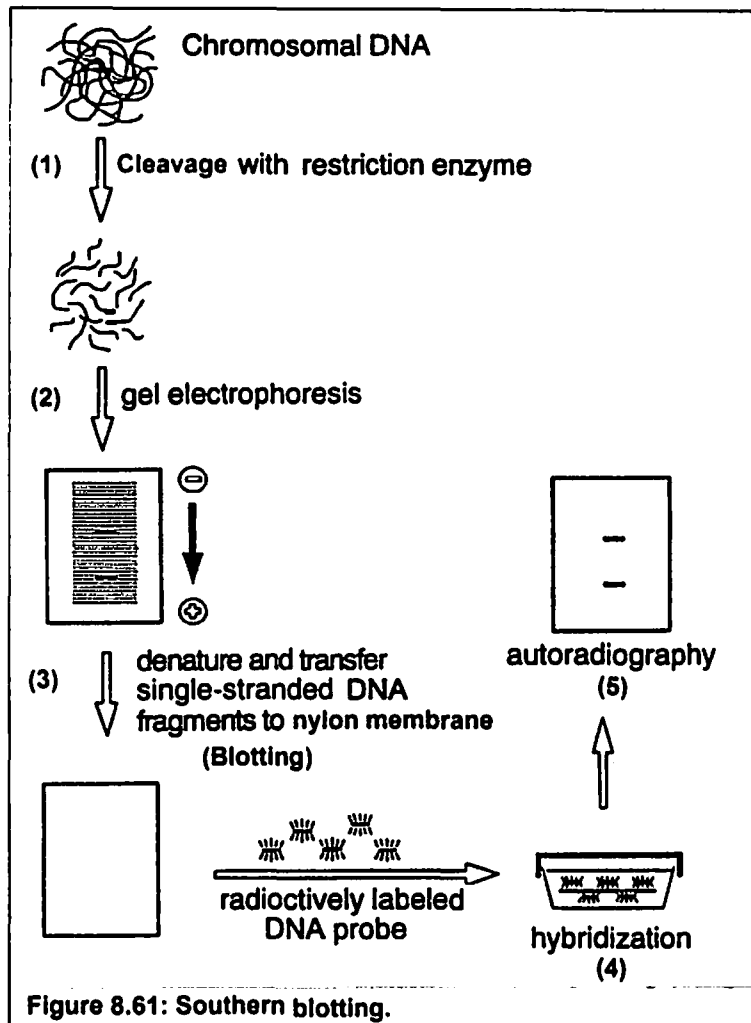 Chromosomal DNA
(1) Cleavage with restriction enzyme
(2) gel electrophoresis
(3) denature and transfer
single-stranded DNA
fragments to nylon membrane
(Blotting)
radioctively labeled
DNA probe
hybridization
(4)
autoradiography
(5)
Figure 8.61: Southern blotting.